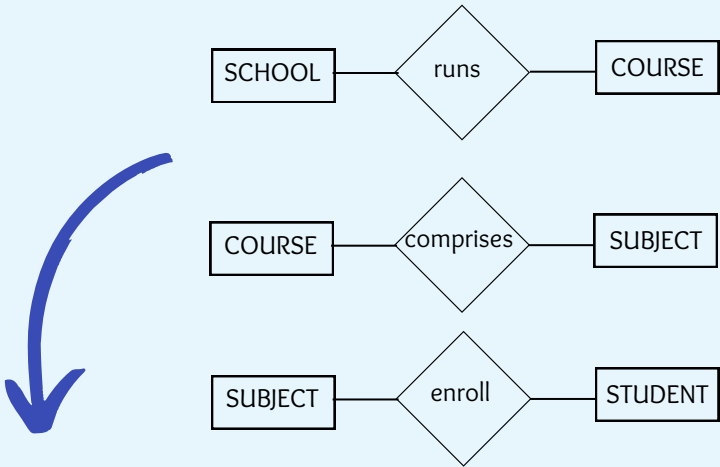 SCHOOL runs COURSE
COURSE comprises SUBJECT
SUBJECT enroll STUDENT